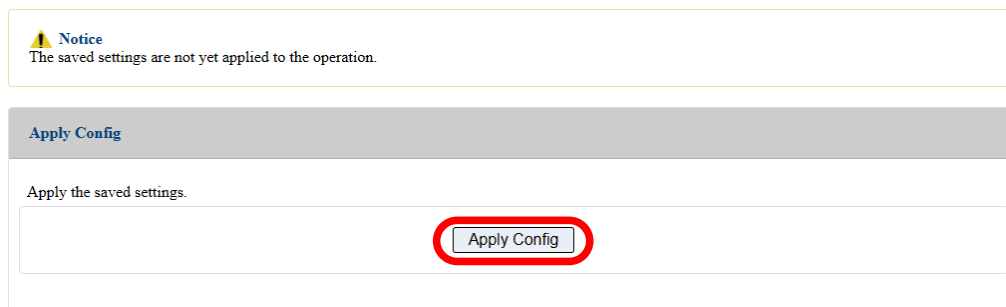 Notice
The saved settings are not yet applied to the operation.
Apply Config
Apply the saved settings.
Apply Config